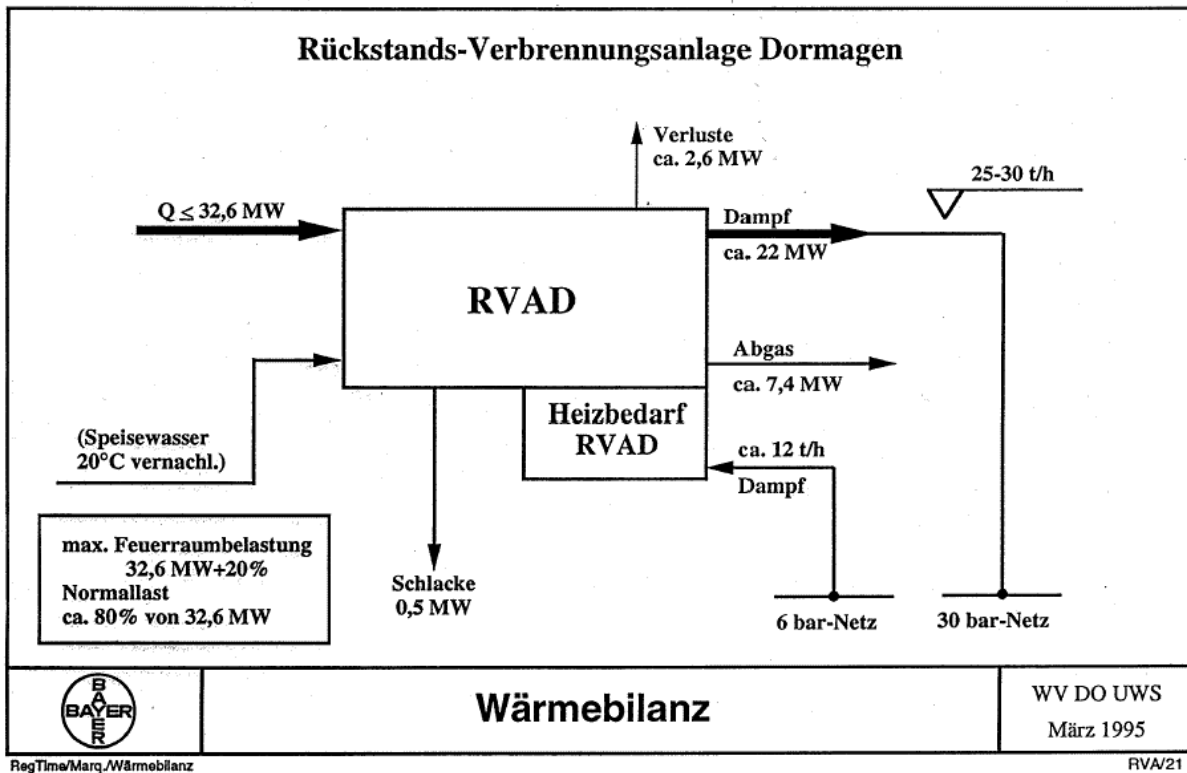 Rückstands-Verbrennungsanlage Dormagen
Verluste
ca. 2,6 MW
25-30 t/h
Q ≤ 32,6 MW
Dampf
ca. 22 MW
RVAD
Abgas
ca. 7,4 MW
Heizbedarf
RVAD
(Speisewasser
20°C vernachl.)
ca. 12 t/h
Dampf
max. Feuerraumbelastung
32,6 MW+20%
Normallast
ca. 80% von 32,6 MW
Schlacke
0,5 MW
6 bar-Netz
30 bar-Netz
BAYER
BAYER
Wärmebilanz
WV DO UWS
März 1995
RegTime/Marq./Wärmebilanz
RVA/21